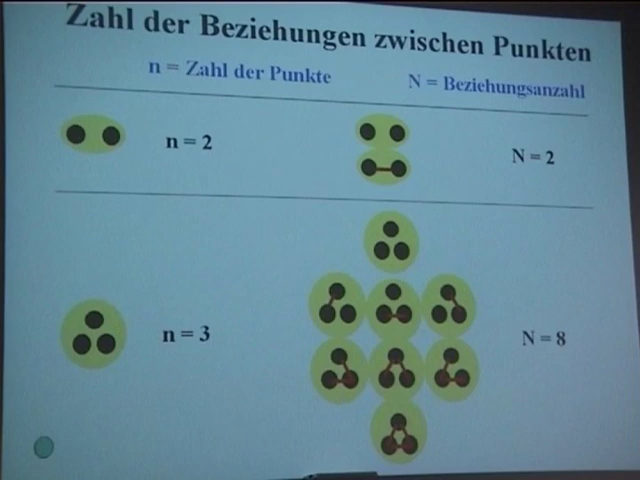 Zahl der Beziehungen zwischen Punkten
n = Zahl der Punkte N = Beziehungsanzahl
n = 2 N = 2
n = 3 N = 8